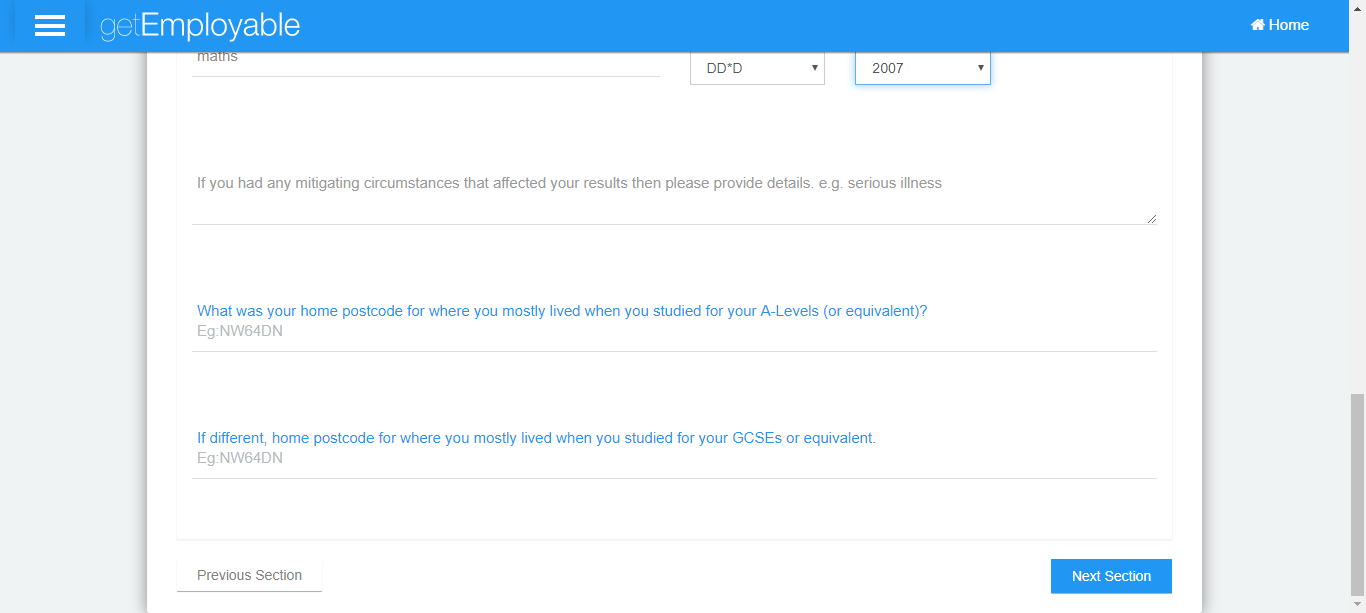 getEmployable
Home
maths
DD*D
2007
If you had any mitigating circumstances that affected your results then please provide details. e.g. serious illness
What was your home postcode for where you mostly lived when you studied for your A-Levels (or equivalent)?
Eg:NW64DN
If different, home postcode for where you mostly lived when you studied for your GCSEs or equivalent.
Eg:NW64DN
Previous Section
Next Section